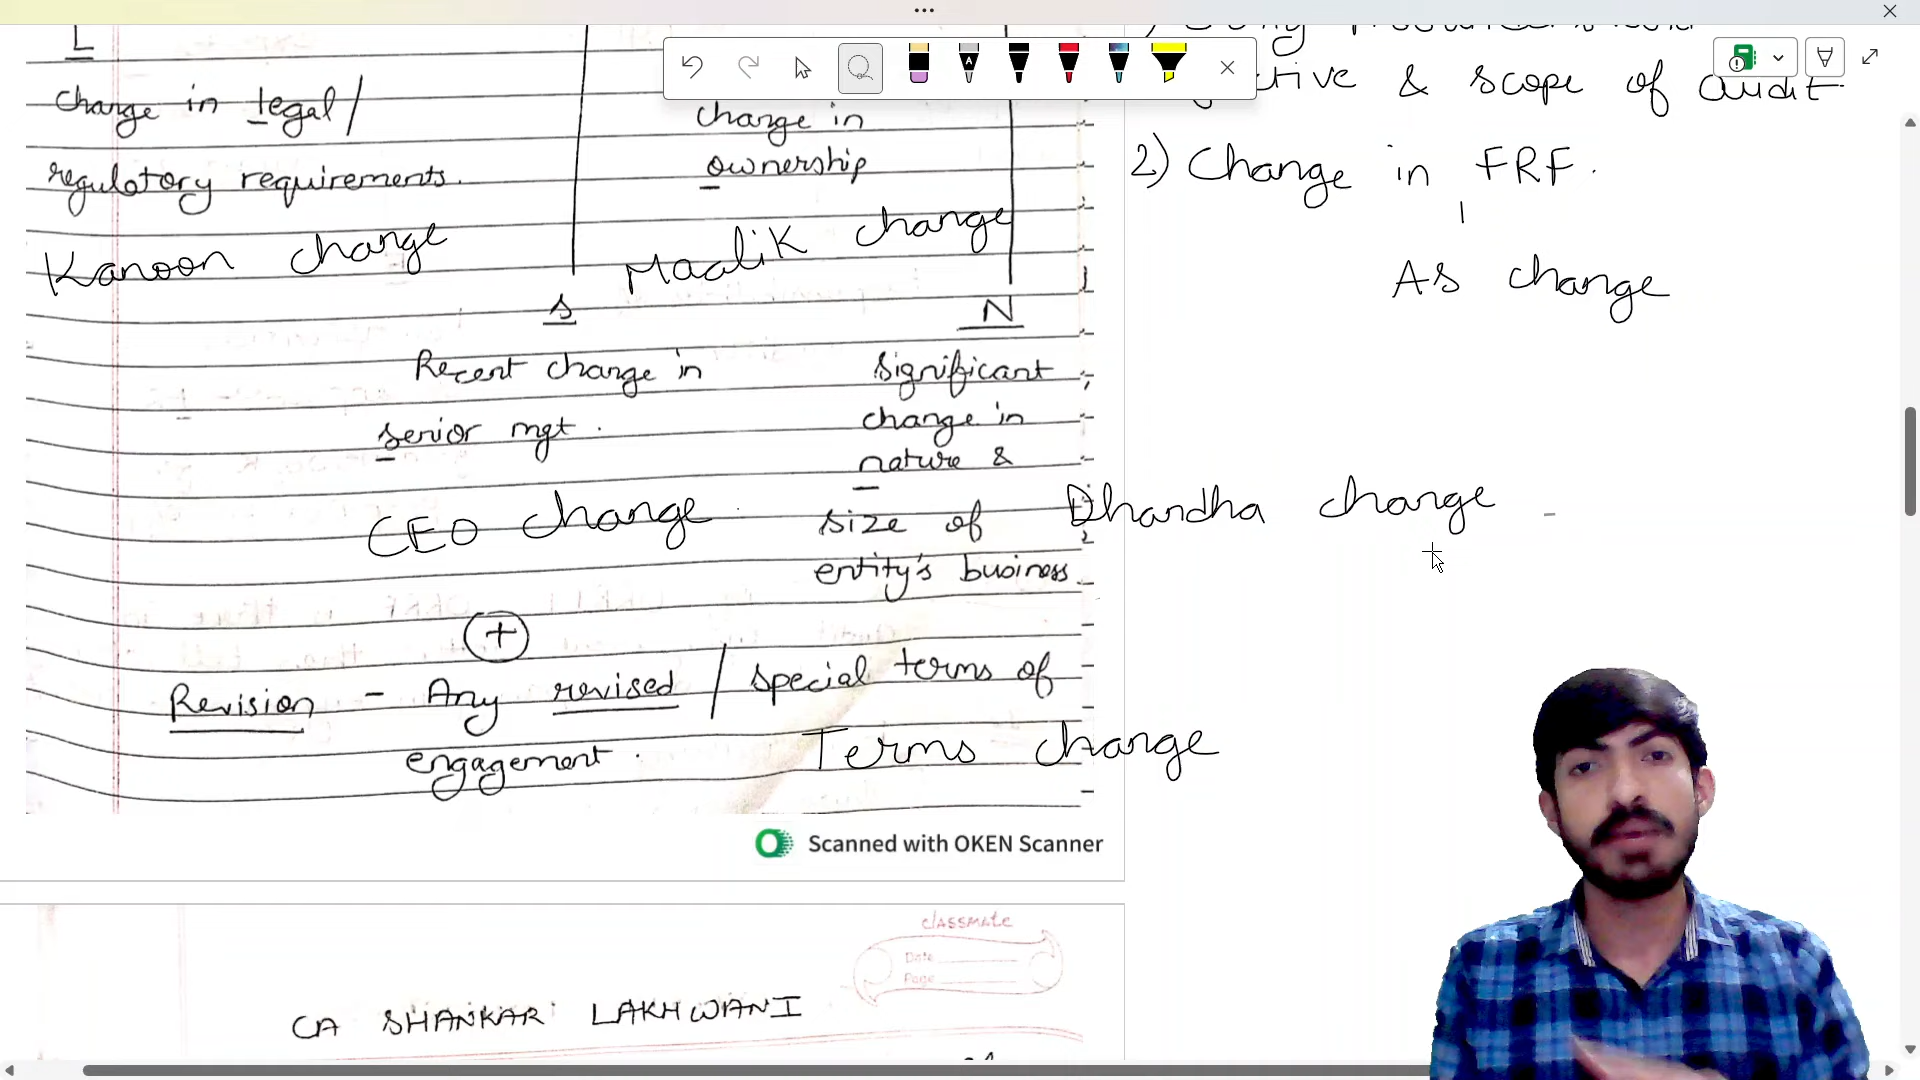 L
Change in legal/
regulatory requirements.
Kanoon change
Change in
ownership
Maalik change
S
Recent change in
senior mgt.
CEO change
N
Significant
change in
nature &
size of
entity's business
Dhandha change -
+
Revision - Any revised / special terms of
engagement.
Terms change
Scanned with OKEN Scanner
classmate
Date
Page
CA SHANKAR LAKHWANI
& scope of audit
2) Change in FRF.
As change